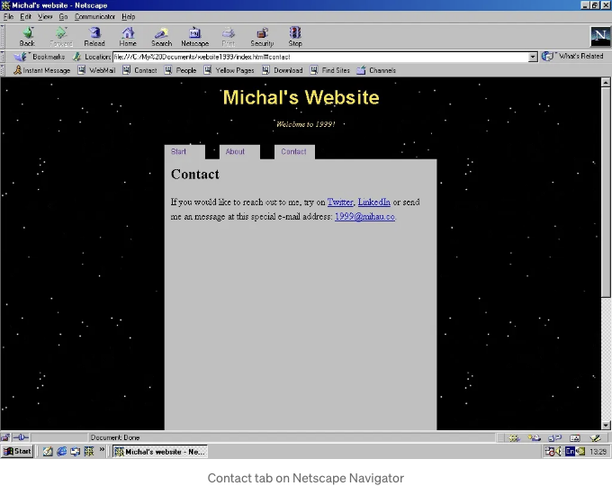 Michal's website - Netscape
File Edit View Go Communicator Help
Back Forward Reload Home Search Netscape Print Security Stop
Bookmarks Location: file:///C:/My%20Documents/website1999/index.htm#contact What's Related
Instant Message WebMail Contact People Yellow Pages Download Find Sites Channels
Michal's Website
Welcome to 1999!
Start About Contact
Contact
If you would like to reach out to me, try on Twitter, LinkedIn or send
me an message at this special e-mail address: 1999@mihau.co.
Document: Done
Start Michal's website - Ne... En 13:29
Contact tab on Netscape Navigator